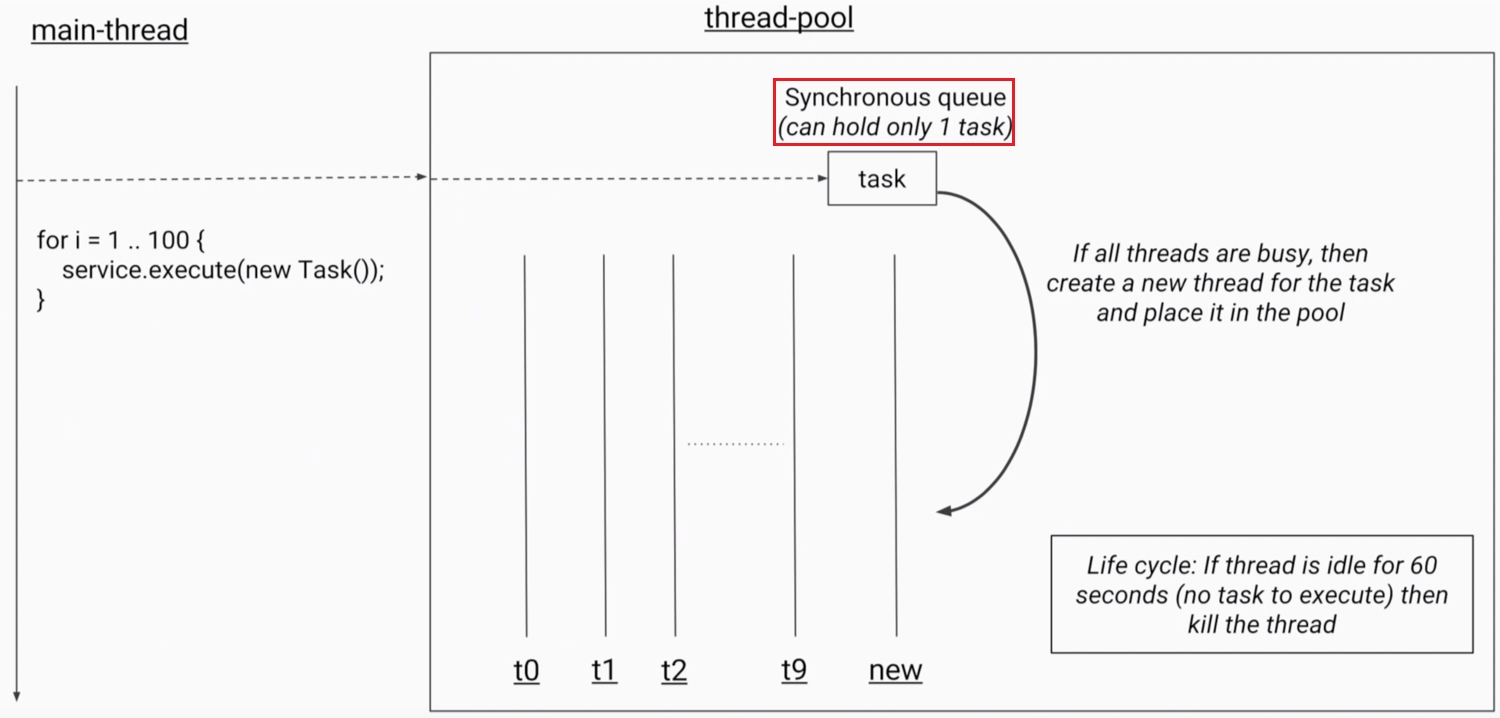 main-thread
thread-pool
Synchronous queue
(can hold only 1 task)
task
for i = 1 .. 100 {
service.execute(new Task());
}
If all threads are busy, then
create a new thread for the task
and place it in the pool
Life cycle: If thread is idle for 60
seconds (no task to execute) then
kill the thread
t0 t1 t2 t9 new